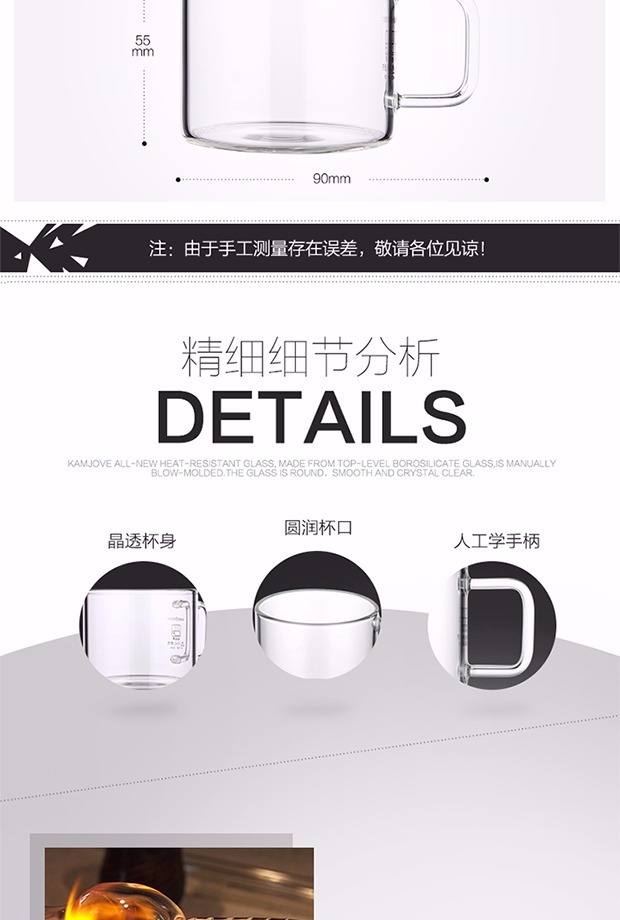 55
mm
90mm
注：由于手工测量存在误差，敬请各位见谅！
精细细节分析
DETAILS
KAMJOVE ALL-NEW HEAT-RESISTANT GLASS, MADE FROM TOP-LEVEL BOROSILICATE GLASS,IS MANUALLY
BLOW-MOLDED.THE GLASS IS ROUND、SMOOTH AND CRYSTAL CLEAR.
晶透杯身
圆润杯口
人工学手柄